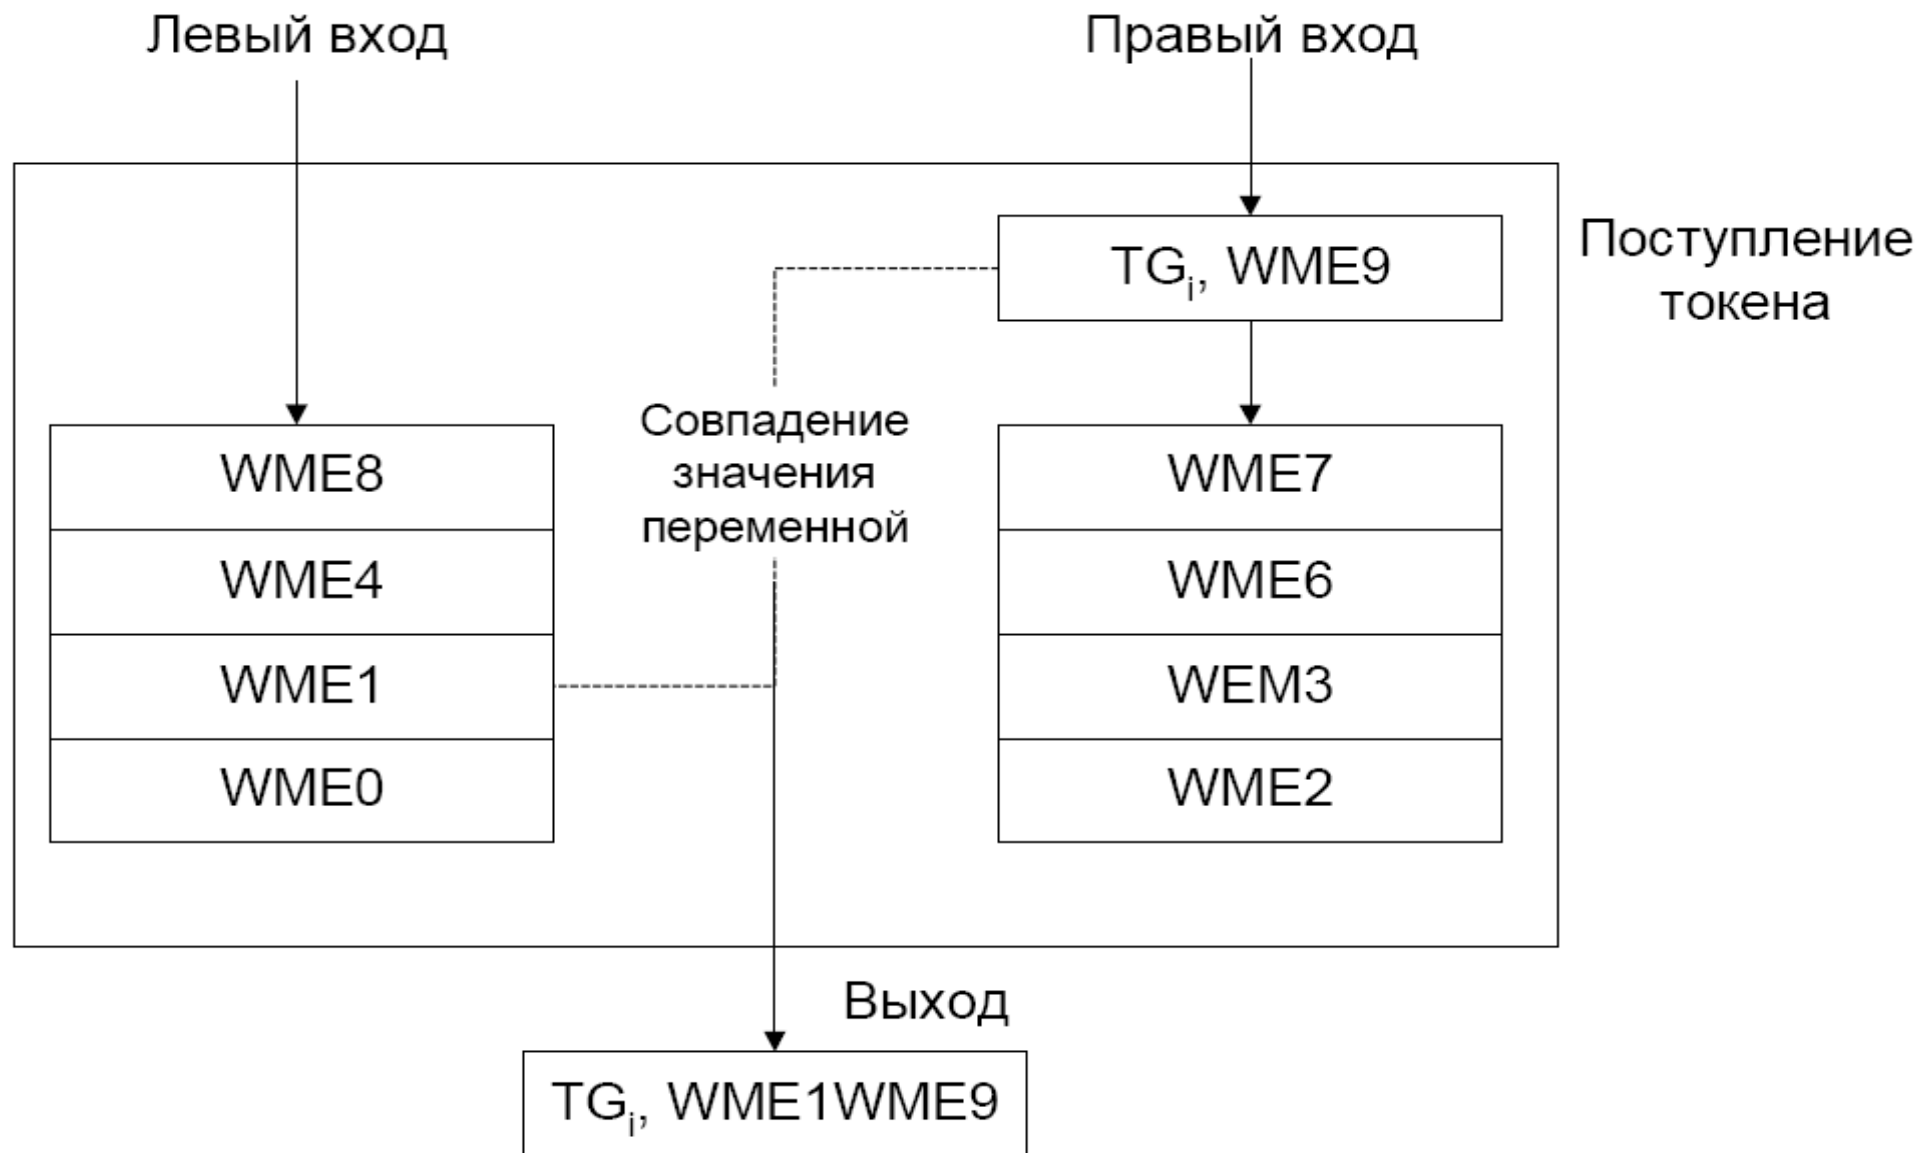 Левый вход
Правый вход
TGi, WME9
Поступление
токена
Совпадение
значения
переменной
WME8
WME4
WME1
WME0
WME7
WME6
WEM3
WME2
Выход
TGi, WME1WME9